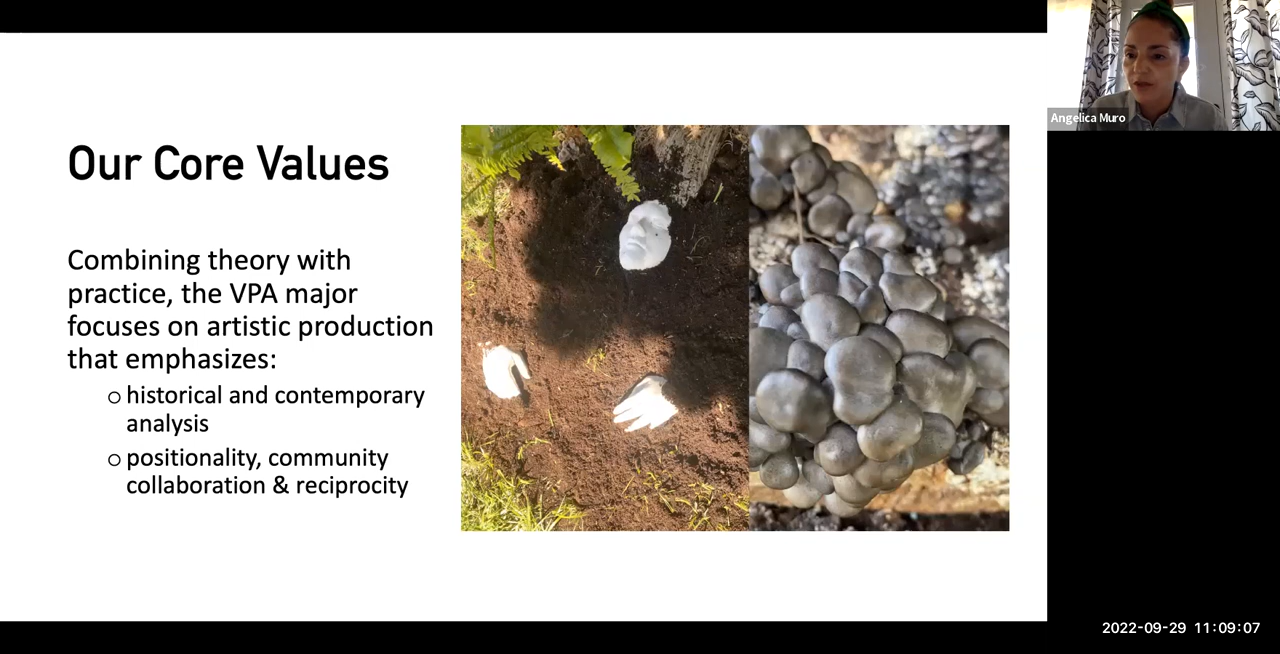 Our Core Values
Combining theory with
practice, the VPA major
focuses on artistic production
that emphasizes:
○ historical and contemporary
analysis
○ positionality, community
collaboration & reciprocity
Angelica Muro
2022-09-29 11:09:07